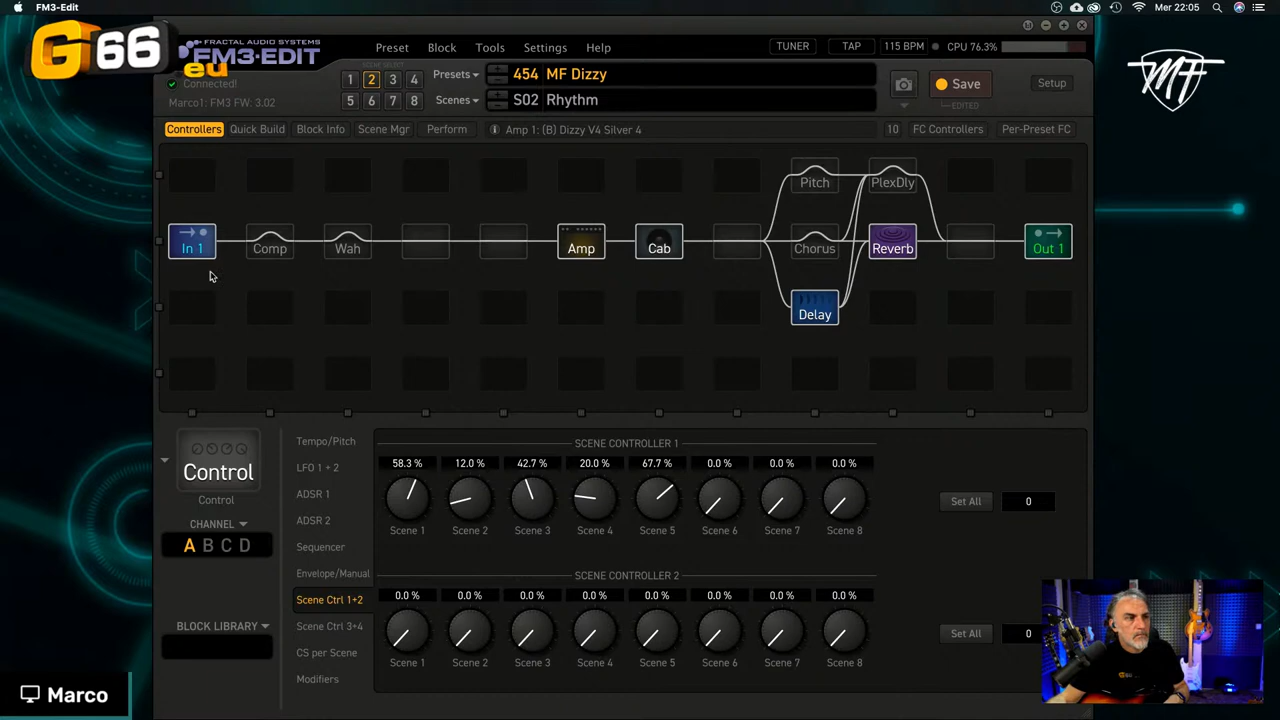 FM3-Edit
Mer 22:05
G66
eu
FRACTAL AUDIO SYSTEMS
FM3-EDIT
Connected!
Marco1: FM3 FW: 3.02
Preset
Block
Tools
Settings
Help
TUNER
TAP
115 BPM
CPU 76.3%
SCENE SELECT
1 2 3 4
5 6 7 8
Presets
454 MF Dizzy
Scenes
S02 Rhythm
Save
EDITED
Setup
MF
Controllers
Quick Build
Block Info
Scene Mgr
Perform
Amp 1: (B) Dizzy V4 Silver 4
10
FC Controllers
Per-Preset FC
Pitch
PlexDly
In 1
Comp
Wah
Amp
Cab
Chorus
Reverb
Out 1
Delay
Control
Control
CHANNEL
A B C D
BLOCK LIBRARY
Tempo/Pitch
LFO 1 + 2
ADSR 1
ADSR 2
Sequencer
Envelope/Manual
Scene Ctrl 1+2
Scene Ctrl 3+4
CS per Scene
Modifiers
SCENE CONTROLLER 1
58.3 % 12.0 % 42.7 % 20.0 % 67.7 % 0.0 % 0.0 % 0.0 %
Scene 1 Scene 2 Scene 3 Scene 4 Scene 5 Scene 6 Scene 7 Scene 8
Set All 0
SCENE CONTROLLER 2
0.0 % 0.0 % 0.0 % 0.0 % 0.0 % 0.0 % 0.0 % 0.0 %
Scene 1 Scene 2 Scene 3 Scene 4 Scene 5 Scene 6 Scene 7 Scene 8
Set All 0
Marco